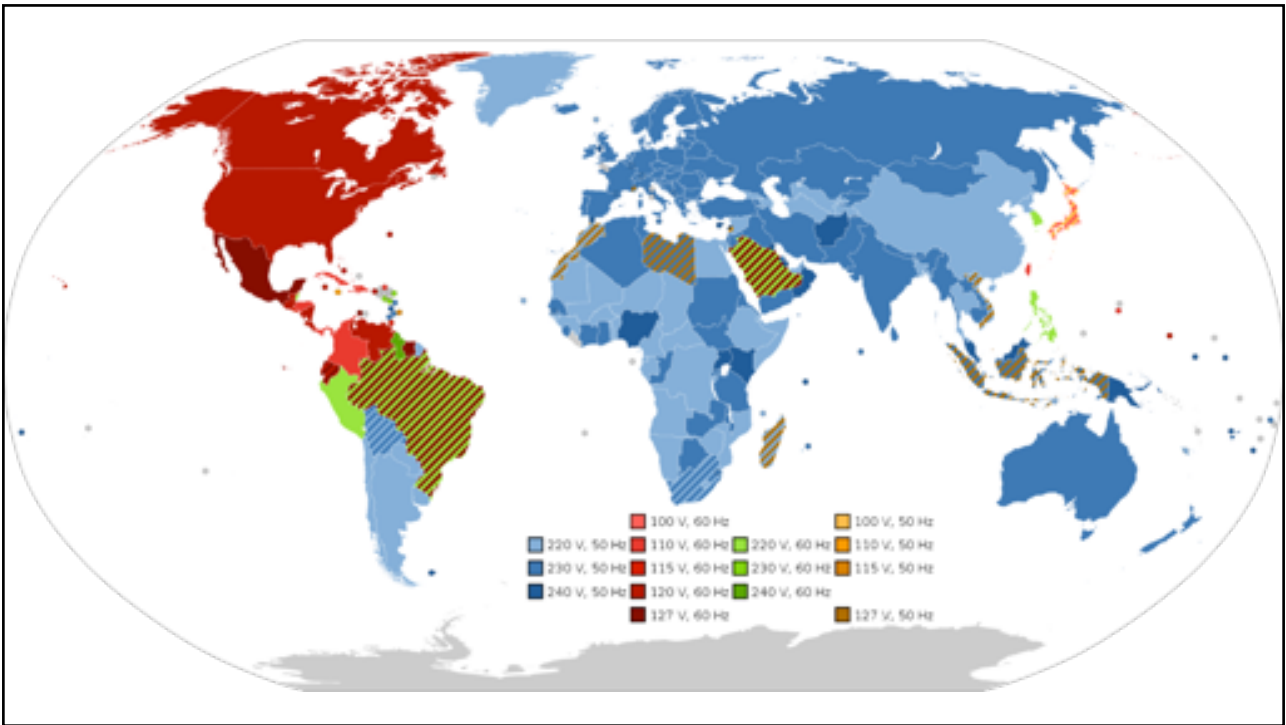 100 V, 60 Hz 100 V, 50 Hz
220 V, 50 Hz 110 V, 60 Hz 220 V, 60 Hz 110 V, 50 Hz
230 V, 50 Hz 115 V, 60 Hz 230 V, 60 Hz 115 V, 50 Hz
240 V, 50 Hz 120 V, 60 Hz 240 V, 60 Hz
127 V, 60 Hz 127 V, 50 Hz